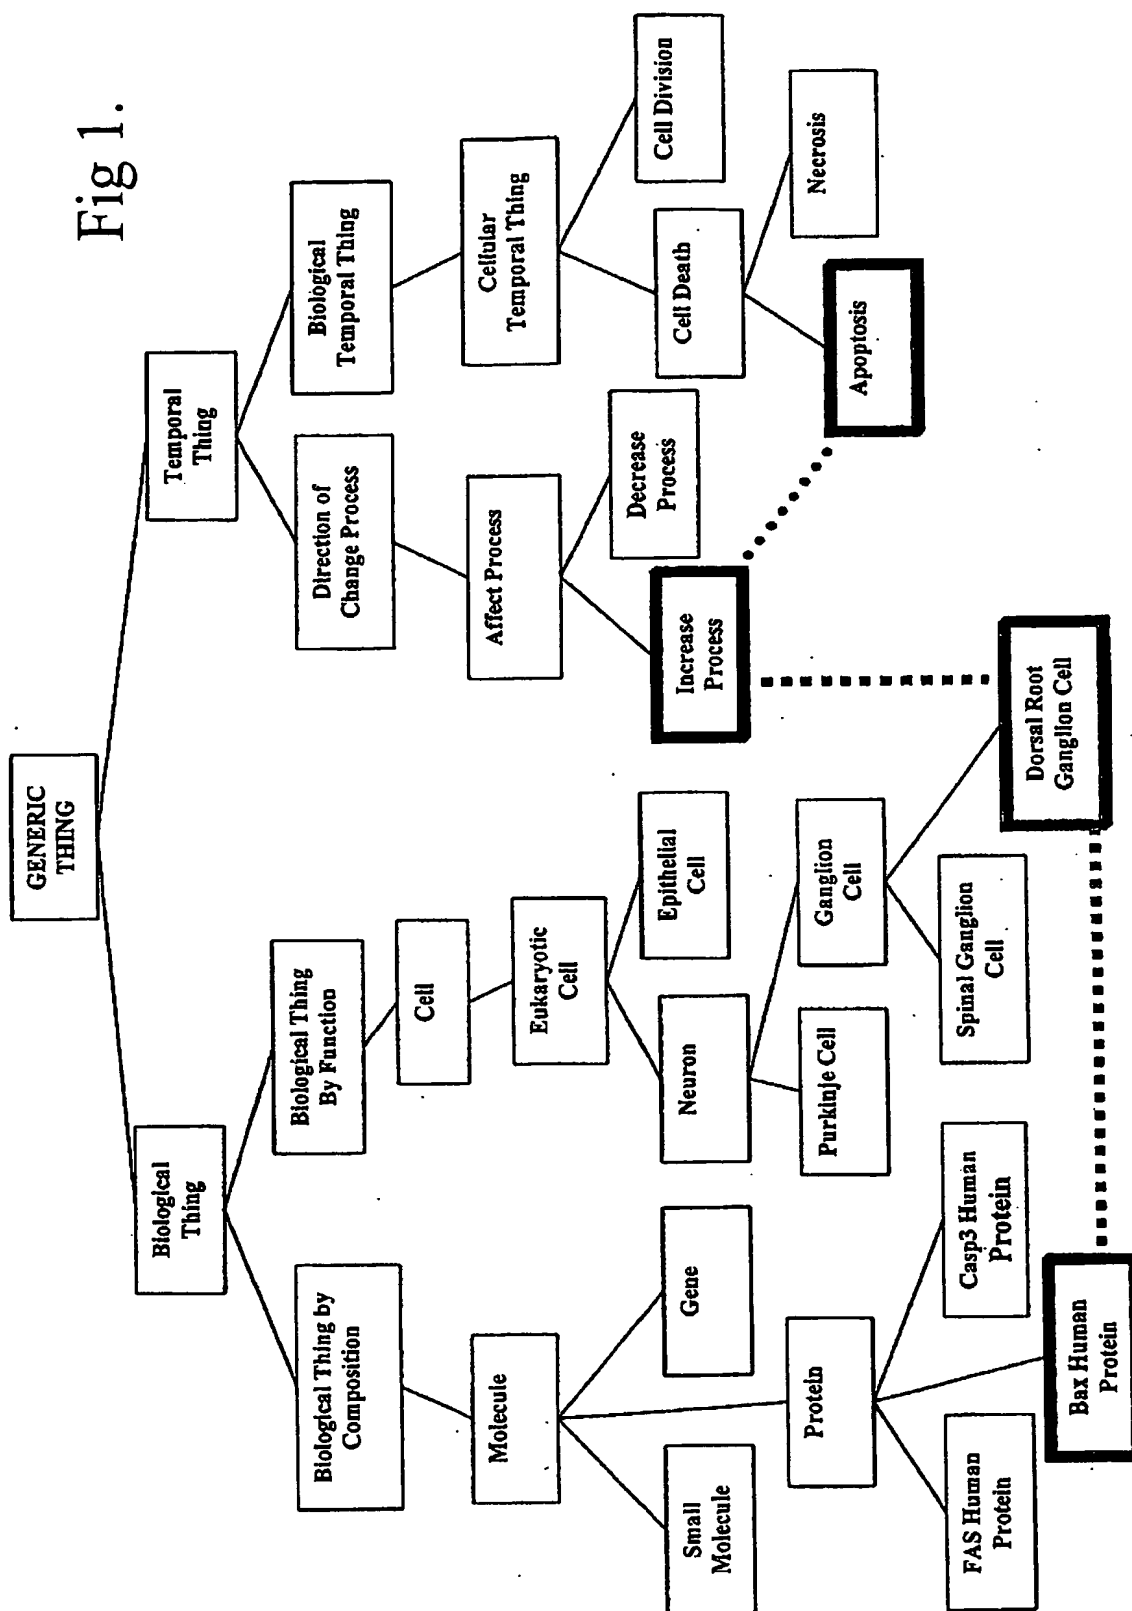 Fig 1.
GENERIC
THING
Biological
Thing
Temporal
Thing
Biological Thing by
Composition
Biological Thing
By Function
Direction of
Change Process
Biological
Temporal Thing
Molecule
Cell
Affect Process
Cellular
Temporal Thing
Eukaryotic
Cell
Small
Molecule
Gene
Neuron
Epithelial
Cell
Increase
Process
Decrease
Process
Cell Death
Cell Division
Protein
Purkinje Cell
Ganglion
Cell
Apoptosis
Necrosis
FAS Human
Protein
Casp3 Human
Protein
Spinal Ganglion
Cell
Dorsal Root
Ganglion Cell
Bax Human
Protein